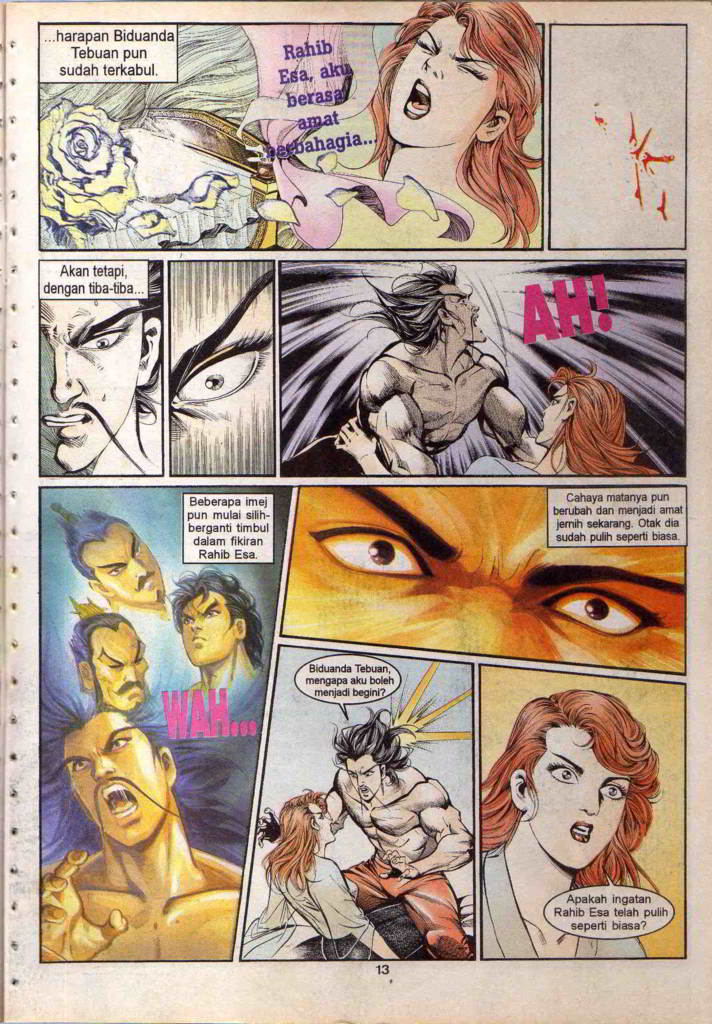 ...harapan Biduanda
Tebuan pun
sudah terkabul.
Rahib
Esa, aku
berasa
amat
berbahagia...
Akan tetapi,
dengan tiba-tiba...
AH!
Beberapa imej
pun mulai silih-
berganti timbul
dalam fikiran
Rahib Esa.
WAH...
Cahaya matanya pun
berubah dan menjadi amat
jernih sekarang. Otak dia
sudah pulih seperti biasa.
Biduanda Tebuan,
mengapa aku boleh
menjadi begini?
Apakah ingatan
Rahib Esa telah pulih
seperti biasa?
13